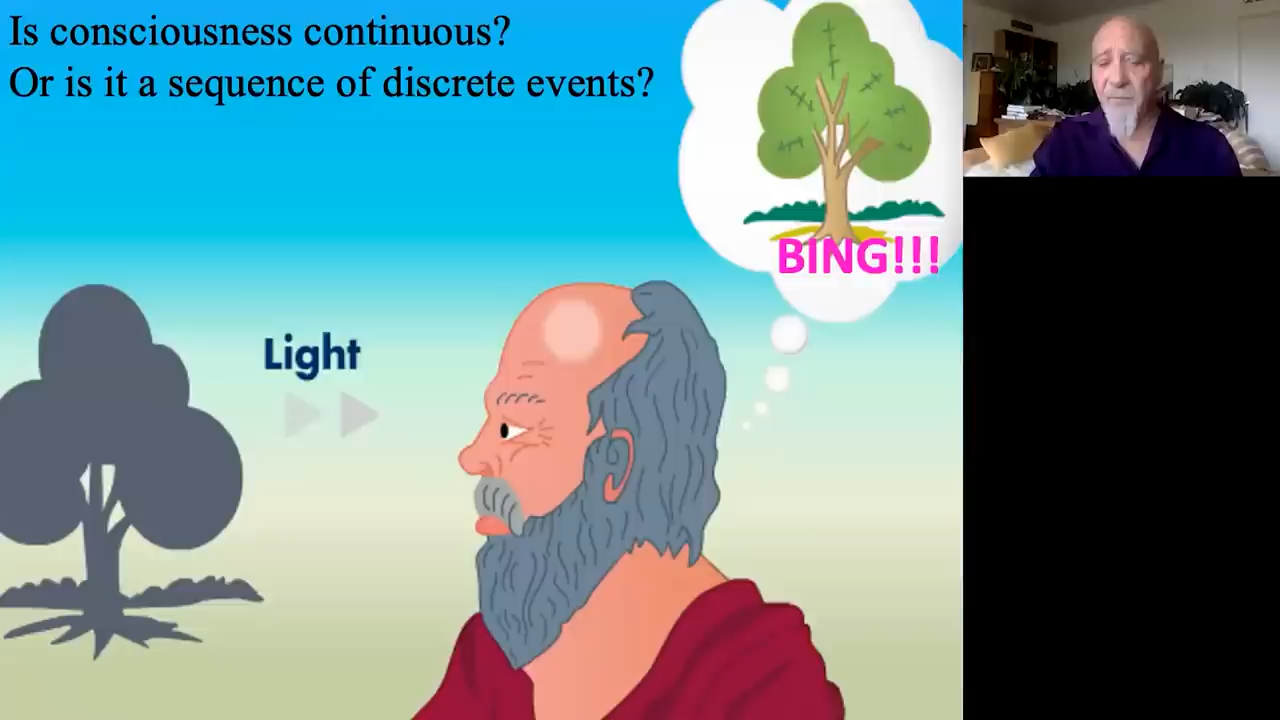 Is consciousness continuous?
Or is it a sequence of discrete events?
BING!!!
Light